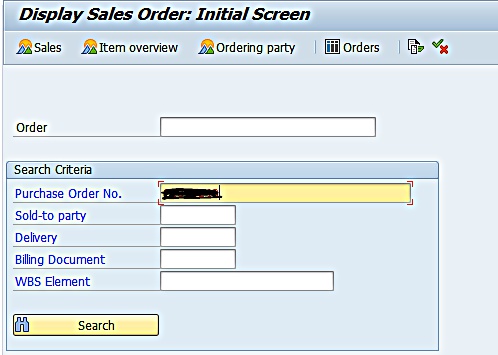 Display Sales Order: Initial Screen
Sales Item overview Ordering party Orders
Order
Search Criteria
Purchase Order No.
Sold-to party
Delivery
Billing Document
WBS Element
Search